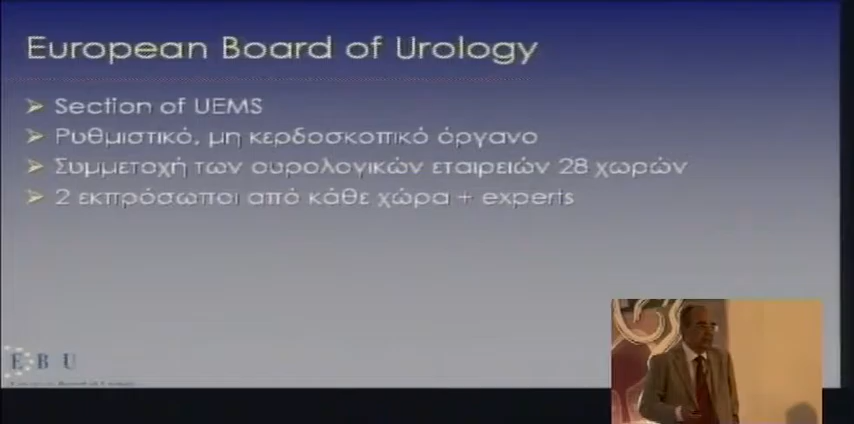 European Board of Urology
Section of UEMS
Ρυθμιστικό, μη κερδοσκοπικό όργανο
Συμμετοχή των ουρολογικών εταιρειών 28 χωρών
2 εκπρόσωποι από κάθε χώρα + experts
E B U